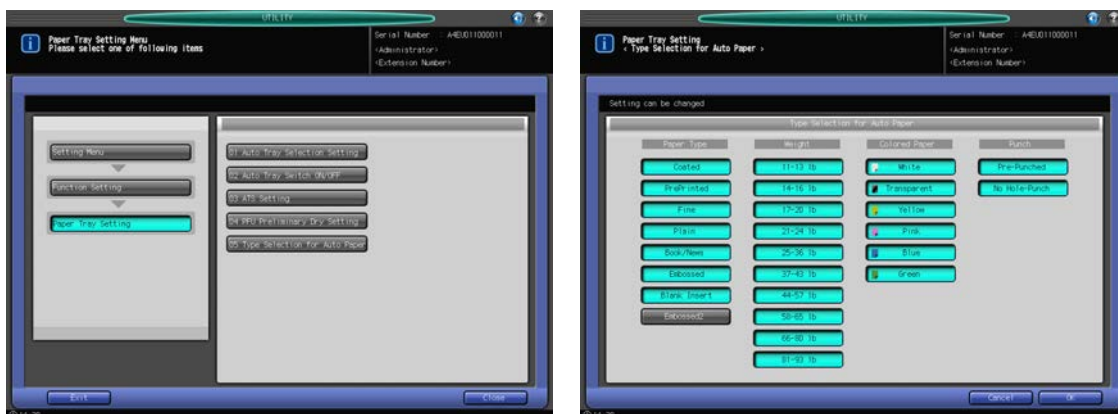 UTILITY
Paper Tray Setting Menu
Please select one of following items
Serial Number : A4EU011000011
<Administrator>
<Extension Number>
Setting Menu
Function Setting
Paper Tray Setting
01 Auto Tray Selection Setting
02 Auto Tray Switch ON/OFF
03 ATS Setting
04 PFU Preliminary Dry Setting
05 Type Selection for Auto Paper
Exit
Close
UTILITY
Paper Tray Setting
< Type Selection for Auto Paper >
Serial Number : A4EU011000011
<Administrator>
<Extension Number>
Setting can be changed
Type Selection for Auto Paper
Paper Type
Weight
Colored Paper
Punch
Coated
11-13 lb
White
Pre-Punched
PrePrinted
14-16 lb
Transparent
No Hole-Punch
Fine
17-20 lb
Yellow
Plain
21-24 lb
Pink
Book/News
25-36 lb
Blue
Embossed
37-43 lb
Green
Blank Insert
44-57 lb
Embossed2
58-65 lb
66-80 lb
81-93 lb
Cancel
OK